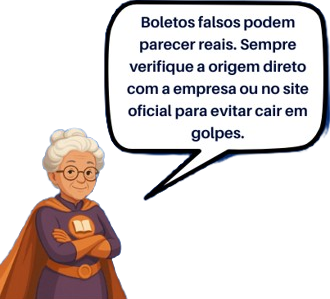 Boletos falsos podem
parecer reais. Sempre
verifique a origem direto
com a empresa ou no site
oficial para evitar cair em
golpes.